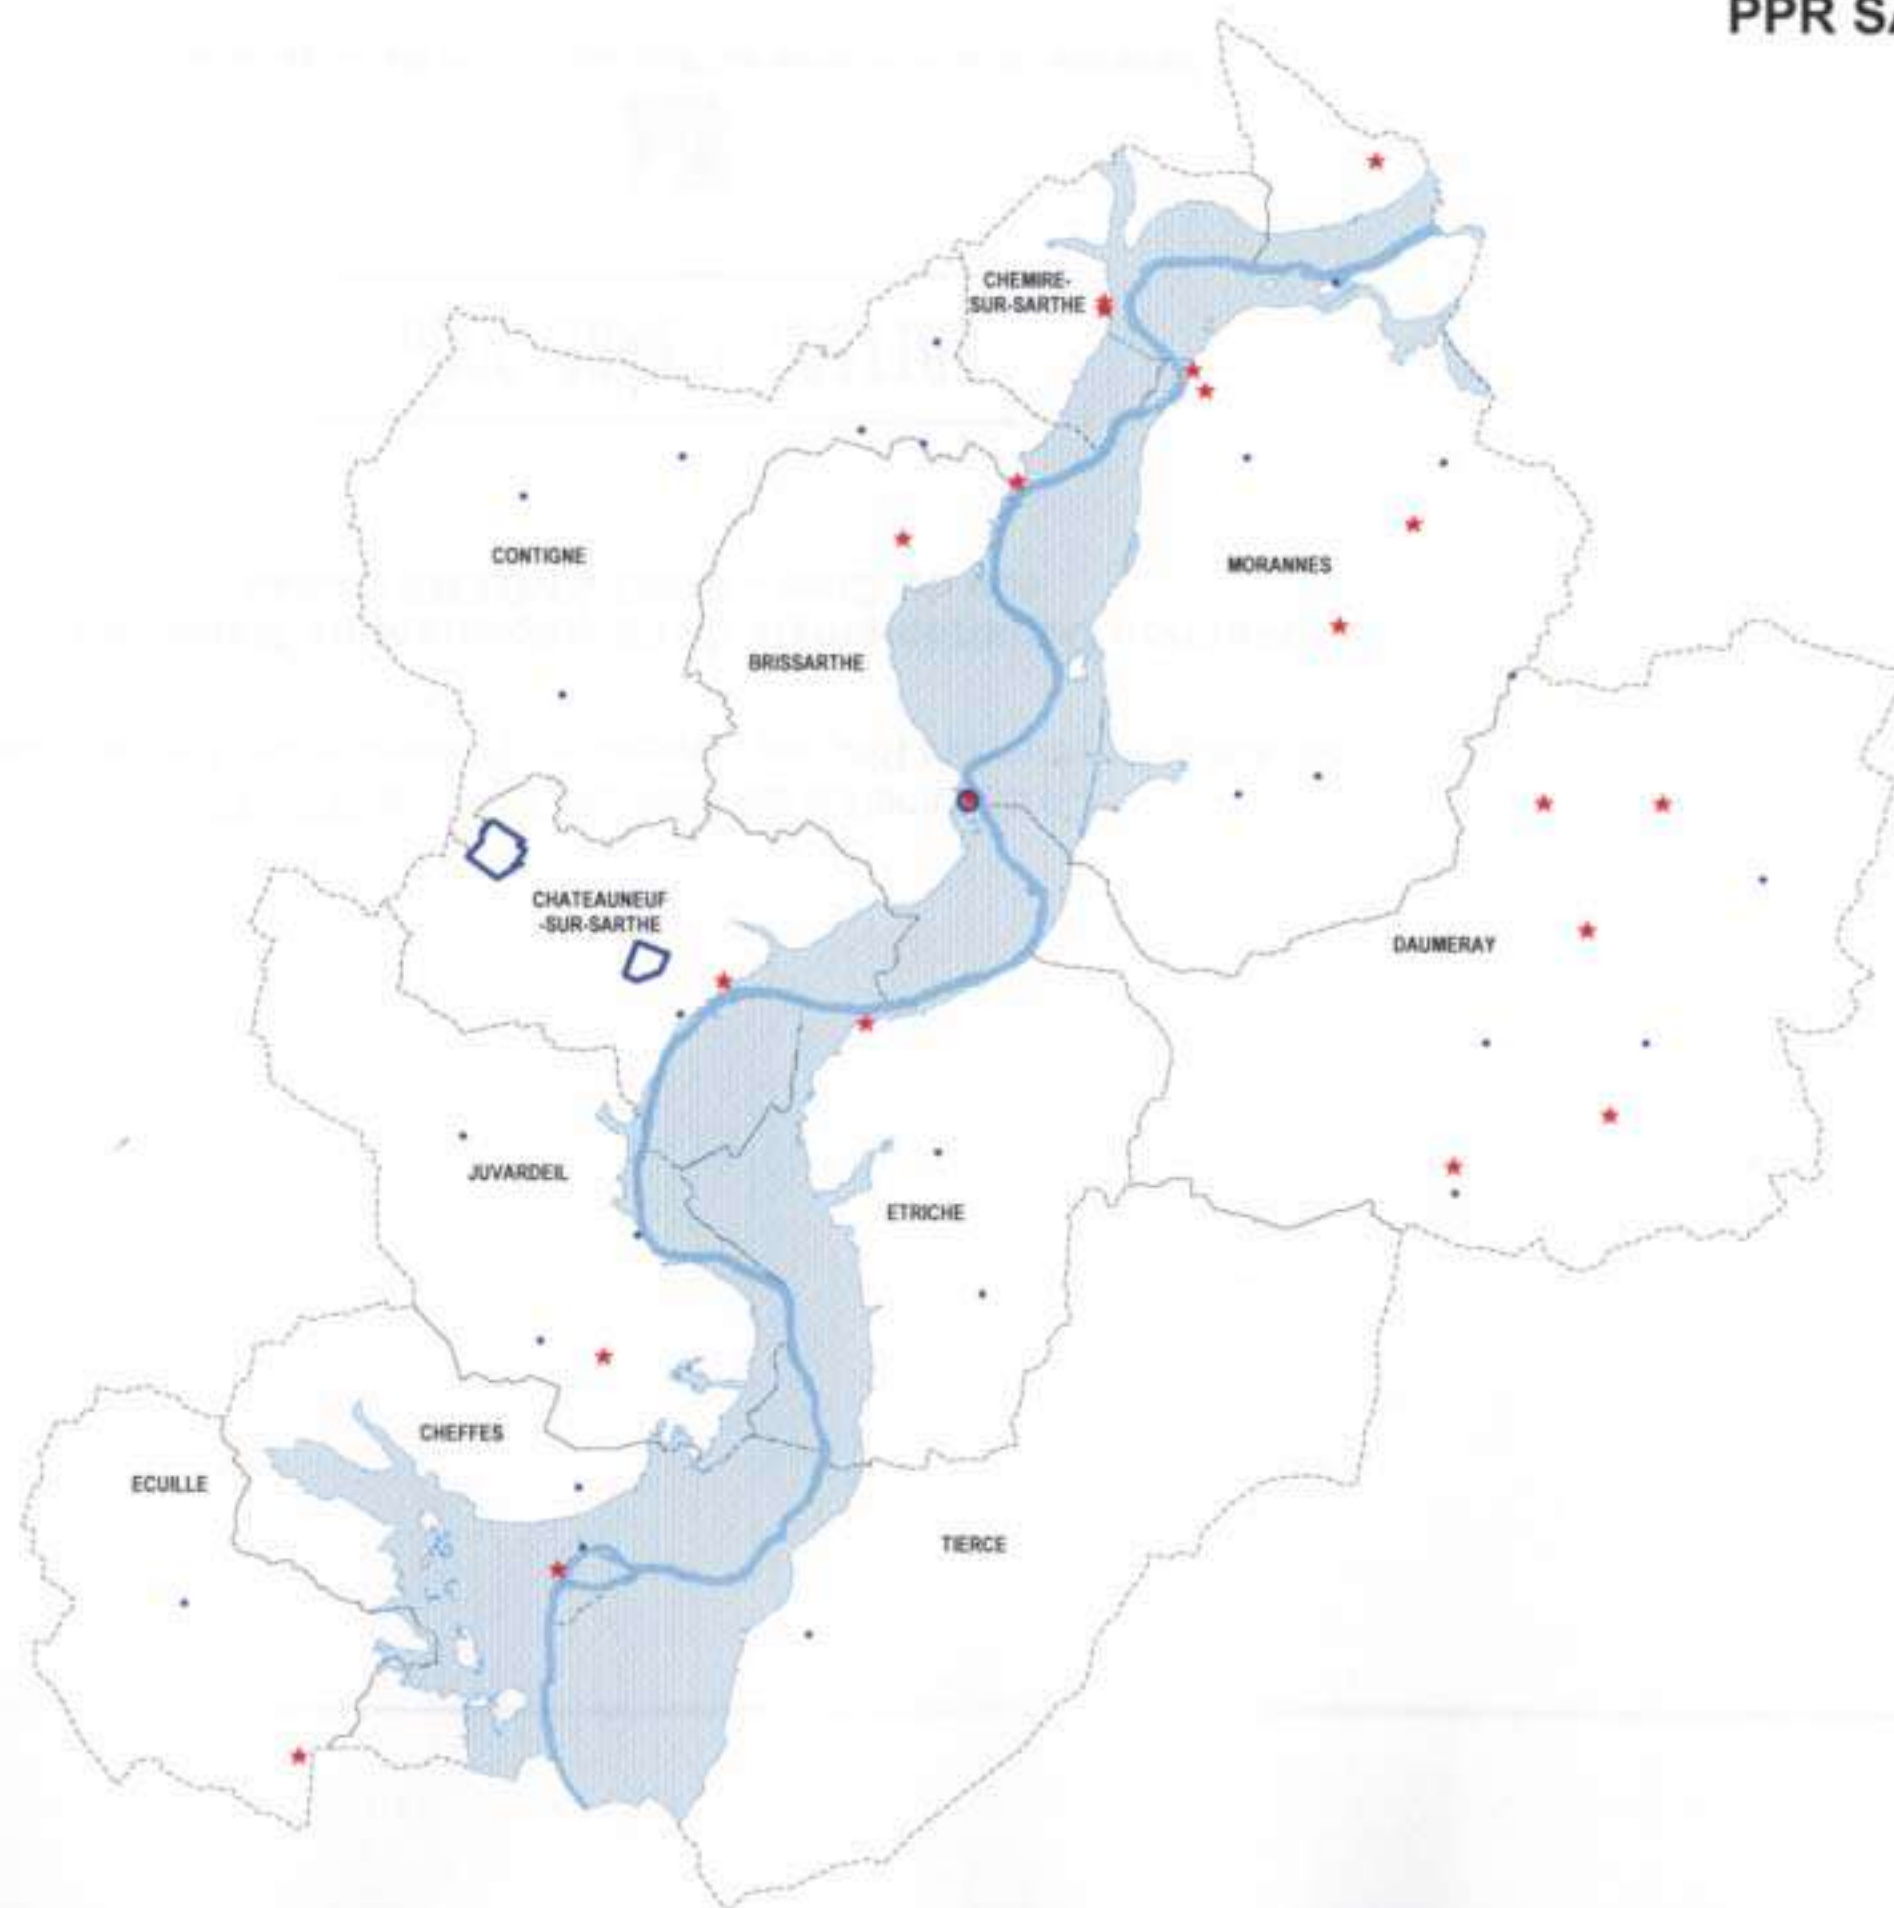 PPR SA
CHEMIRE-
SUR-SARTHE
CONTIGNE
MORANNES
BRISSARTHE
CHATEAUNEUF
-SUR-SARTHE
DAUMERAY
JUVARDEIL
ETRICHE
CHEFFES
ECUILLE
TIERCE